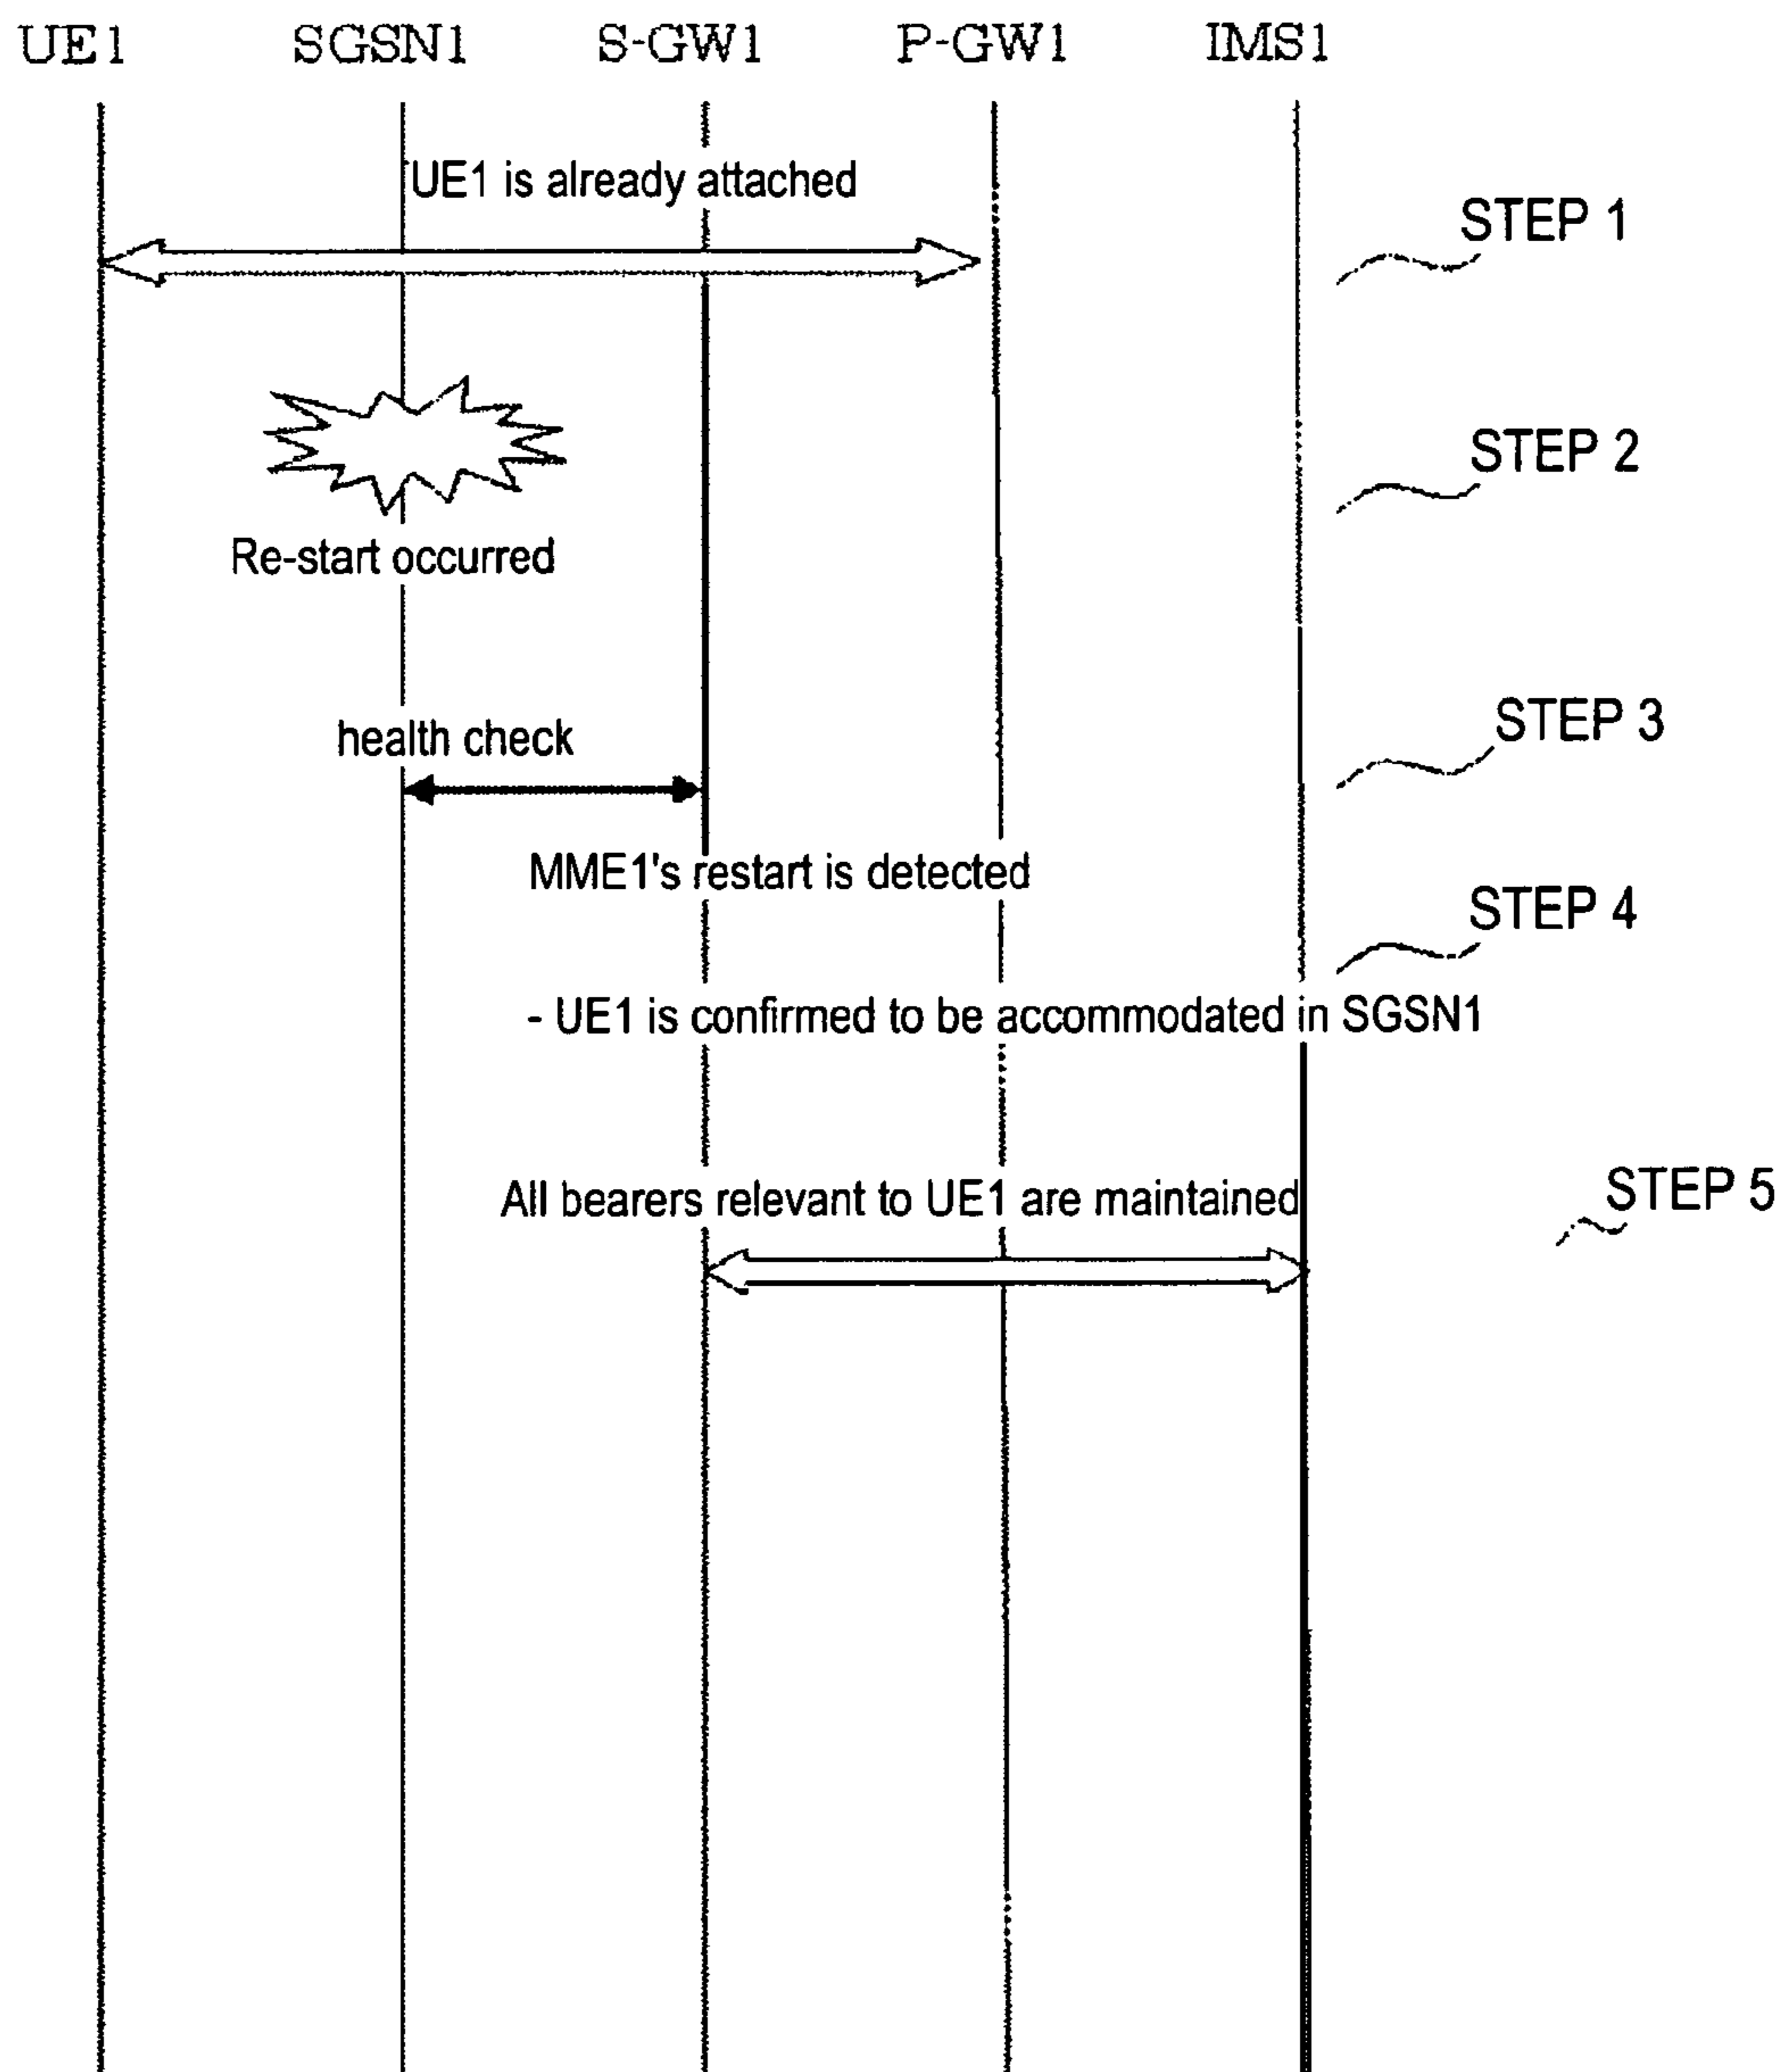 UE1 SGSN1 S-GW1 P-GW1 IMS1
UE1 is already attached
STEP 1
STEP 2
Re-start occurred
STEP 3
health check
MME1's restart is detected
STEP 4
- UE1 is confirmed to be accommodated in SGSN1
STEP 5
All bearers relevant to UE1 are maintained